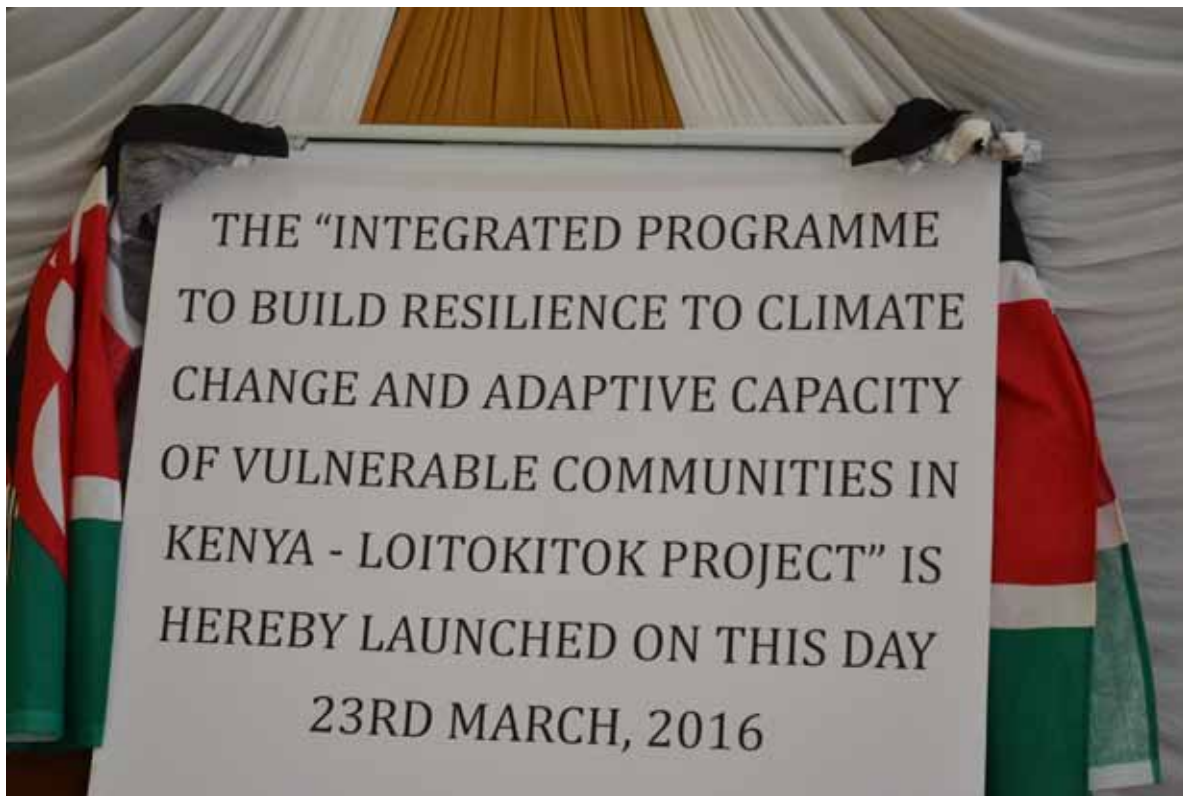 THE “INTEGRATED PROGRAMME
TO BUILD RESILIENCE TO CLIMATE
CHANGE AND ADAPTIVE CAPACITY
OF VULNERABLE COMMUNITIES IN
KENYA - LOITOKITOK PROJECT” IS
HEREBY LAUNCHED ON THIS DAY
23RD MARCH, 2016